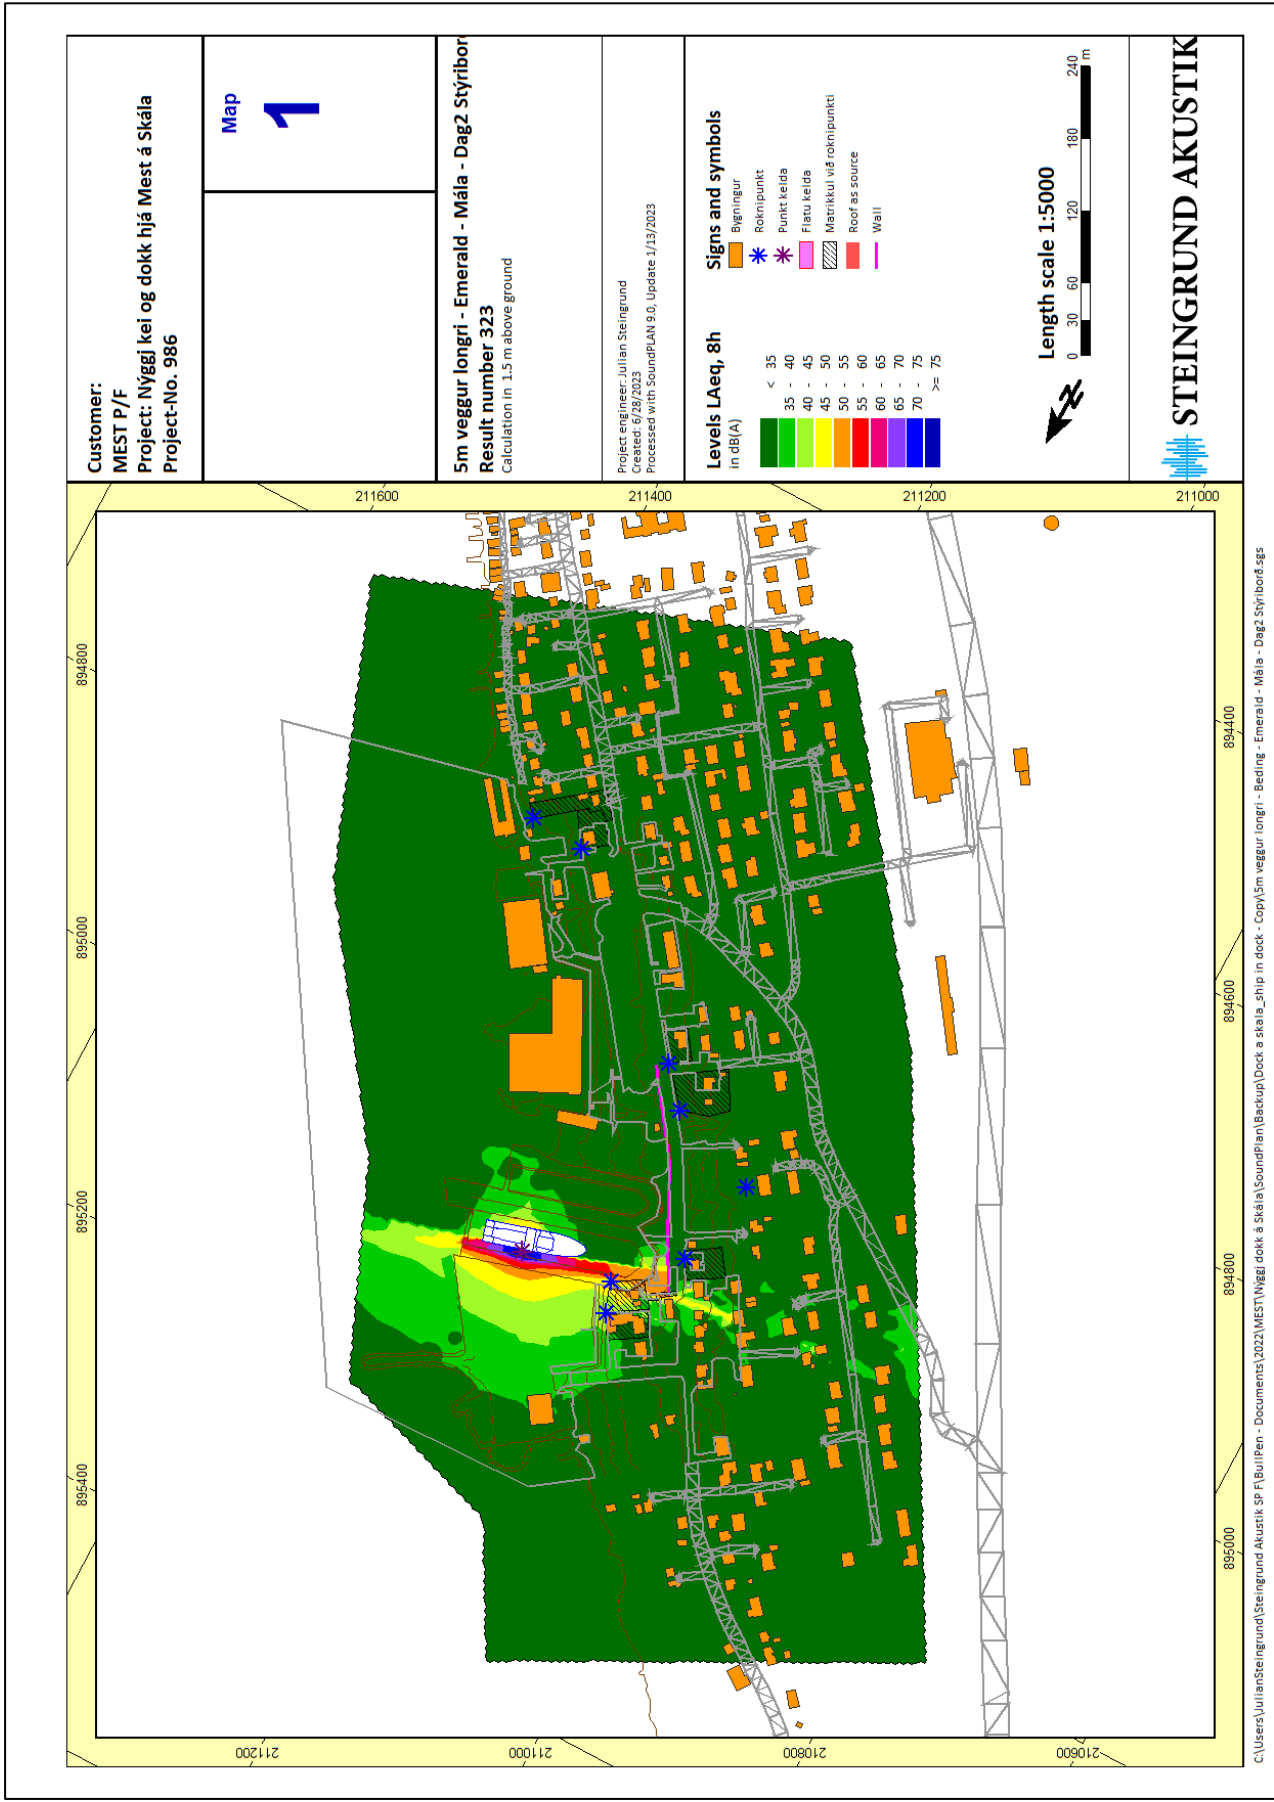 Customer:
MEST P/F
Project: Nýggj kei og dokk hjá Mest á Skála
Project-No. 986
Map
1
5m veggur longri - Emerald - Mála - Dag2 Stýriborð
Result number 323
Calculation in 1.5 m above ground
Project engineer: Julian Steingrund
Created: 6/28/2023
Processed with SoundPLAN 9.0, Update 1/13/2023
Levels LAeq, 8h
in dB(A)
< 35
35 - 40
40 - 45
45 - 50
50 - 55
55 - 60
60 - 65
65 - 70
70 - 75
>= 75
Signs and symbols
Bygningur
Roknipunkt
Punkt kelda
Flatu kelda
Matrikkul við roknipunkti
Roof as source
Wall
Length scale 1:5000
0 30 60 120 180 240
m
STEINGRUND AKUSTIK
211600
211400
211200
211000
894800
895000
895200
895400
894400
894600
894800
895000
211200
211000
210800
210600
C:\Users\JulianSteingrund\Steingrund Akustik SP F\BullPen - Documents\2022\MEST\Nýggj dokk á Skála\SoundPlan\Backup\Dock a skala_ship in dock - Copy\5m veggur longri - Beding - Emerald - Mála - Dag2 Stýriborð.sgs